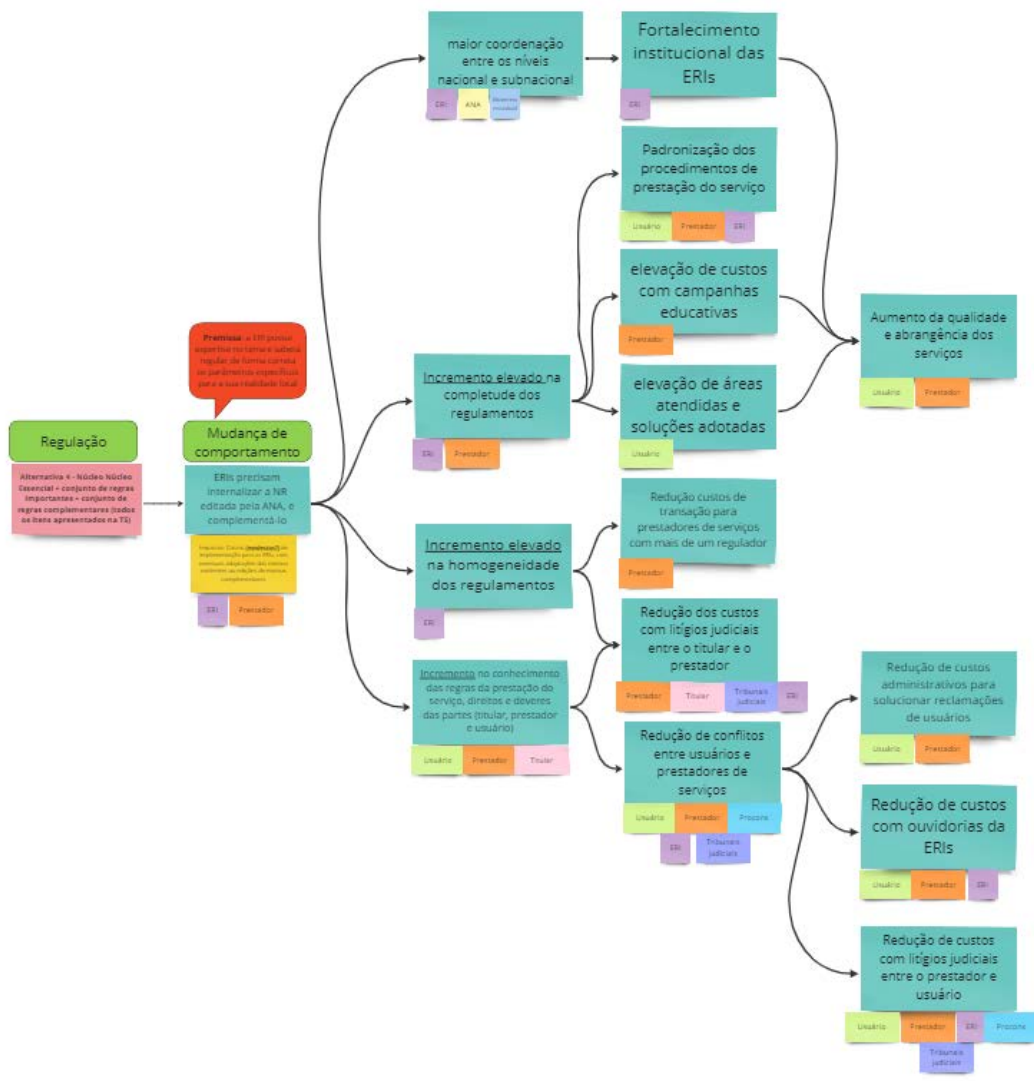 maior coordenação
entre os níveis
nacional e subnacional
ERI
ANA
Fortalecimento
institucional das
ERIs
ERI
Padronização dos
procedimentos de
prestação do serviço
Usuário
Prestador
ERI
elevação de custos
com campanhas
educativas
Prestador
Aumento da qualidade
e abrangência dos
serviços
Usuário
Prestador
Premissa: a ERI possui
expertise no tema e saberá
regular de forma correta
os parâmetros específicos
para a sua realidade local
Incremento elevado na
completude dos
regulamentos
ERI
Prestador
elevação de áreas
atendidas e
soluções adotadas
Usuário
Regulação
Mudança de
comportamento
Alternativa 4 - Núcleo Núcleo
Essencial + conjunto de regras
importantes + conjunto de
regras complementares (todos
os itens apresentados na TS)
ERIs precisam
internalizar a NR
editada pela ANA, e
complementá-lo
implementação para as ERIs, com
ERI
Prestador
Redução custos de
transação para
prestadores de serviços
com mais de um regulador
Prestador
Incremento elevado
na homogeneidade
dos regulamentos
ERI
Redução dos custos
com litígios judiciais
entre o titular e o
prestador
Prestador
Titular
Tribunais
judiciais
ERI
Incremento no conhecimento
das regras da prestação do
serviço, direitos e deveres
das partes (titular, prestador
e usuário)
Usuário
Prestador
Titular
Redução de conflitos
entre usuários e
prestadores de
serviços
Usuário
Prestador
Procons
ERI
Tribunais
judiciais
Redução de custos
administrativos para
solucionar reclamações
de usuários
Usuário
Prestador
Redução de custos
com ouvidorias da
ERIs
Usuário
Prestador
ERI
Redução de custos
com litígios judiciais
entre o prestador e
usuário
Usuário
Prestador
ERI
Procons
Tribunais
judiciais